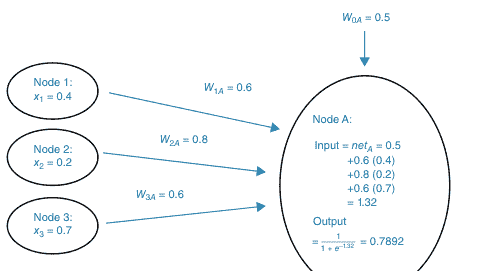 W₀A = 0.5
Node 1:
x₁ = 0.4
W₁A = 0.6
Node A:
Node 2:
x₂ = 0.2
W₂A = 0.8
Input = netA = 0.5
+0.6 (0.4)
+0.8 (0.2)
+0.6 (0.7)
= 1.32
W₃A = 0.6
Node 3:
x₃ = 0.7
Output
= 1 / 1 + e^-1.32 = 0.7892